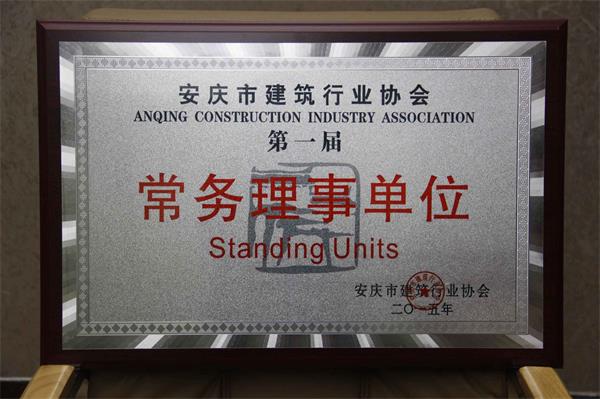 安庆市建筑行业协会
ANQING CONSTRUCTION INDUSTRY ASSOCIATION
第一届
常务理事单位
Standing Units
安庆市建筑行业协会
二〇一五年